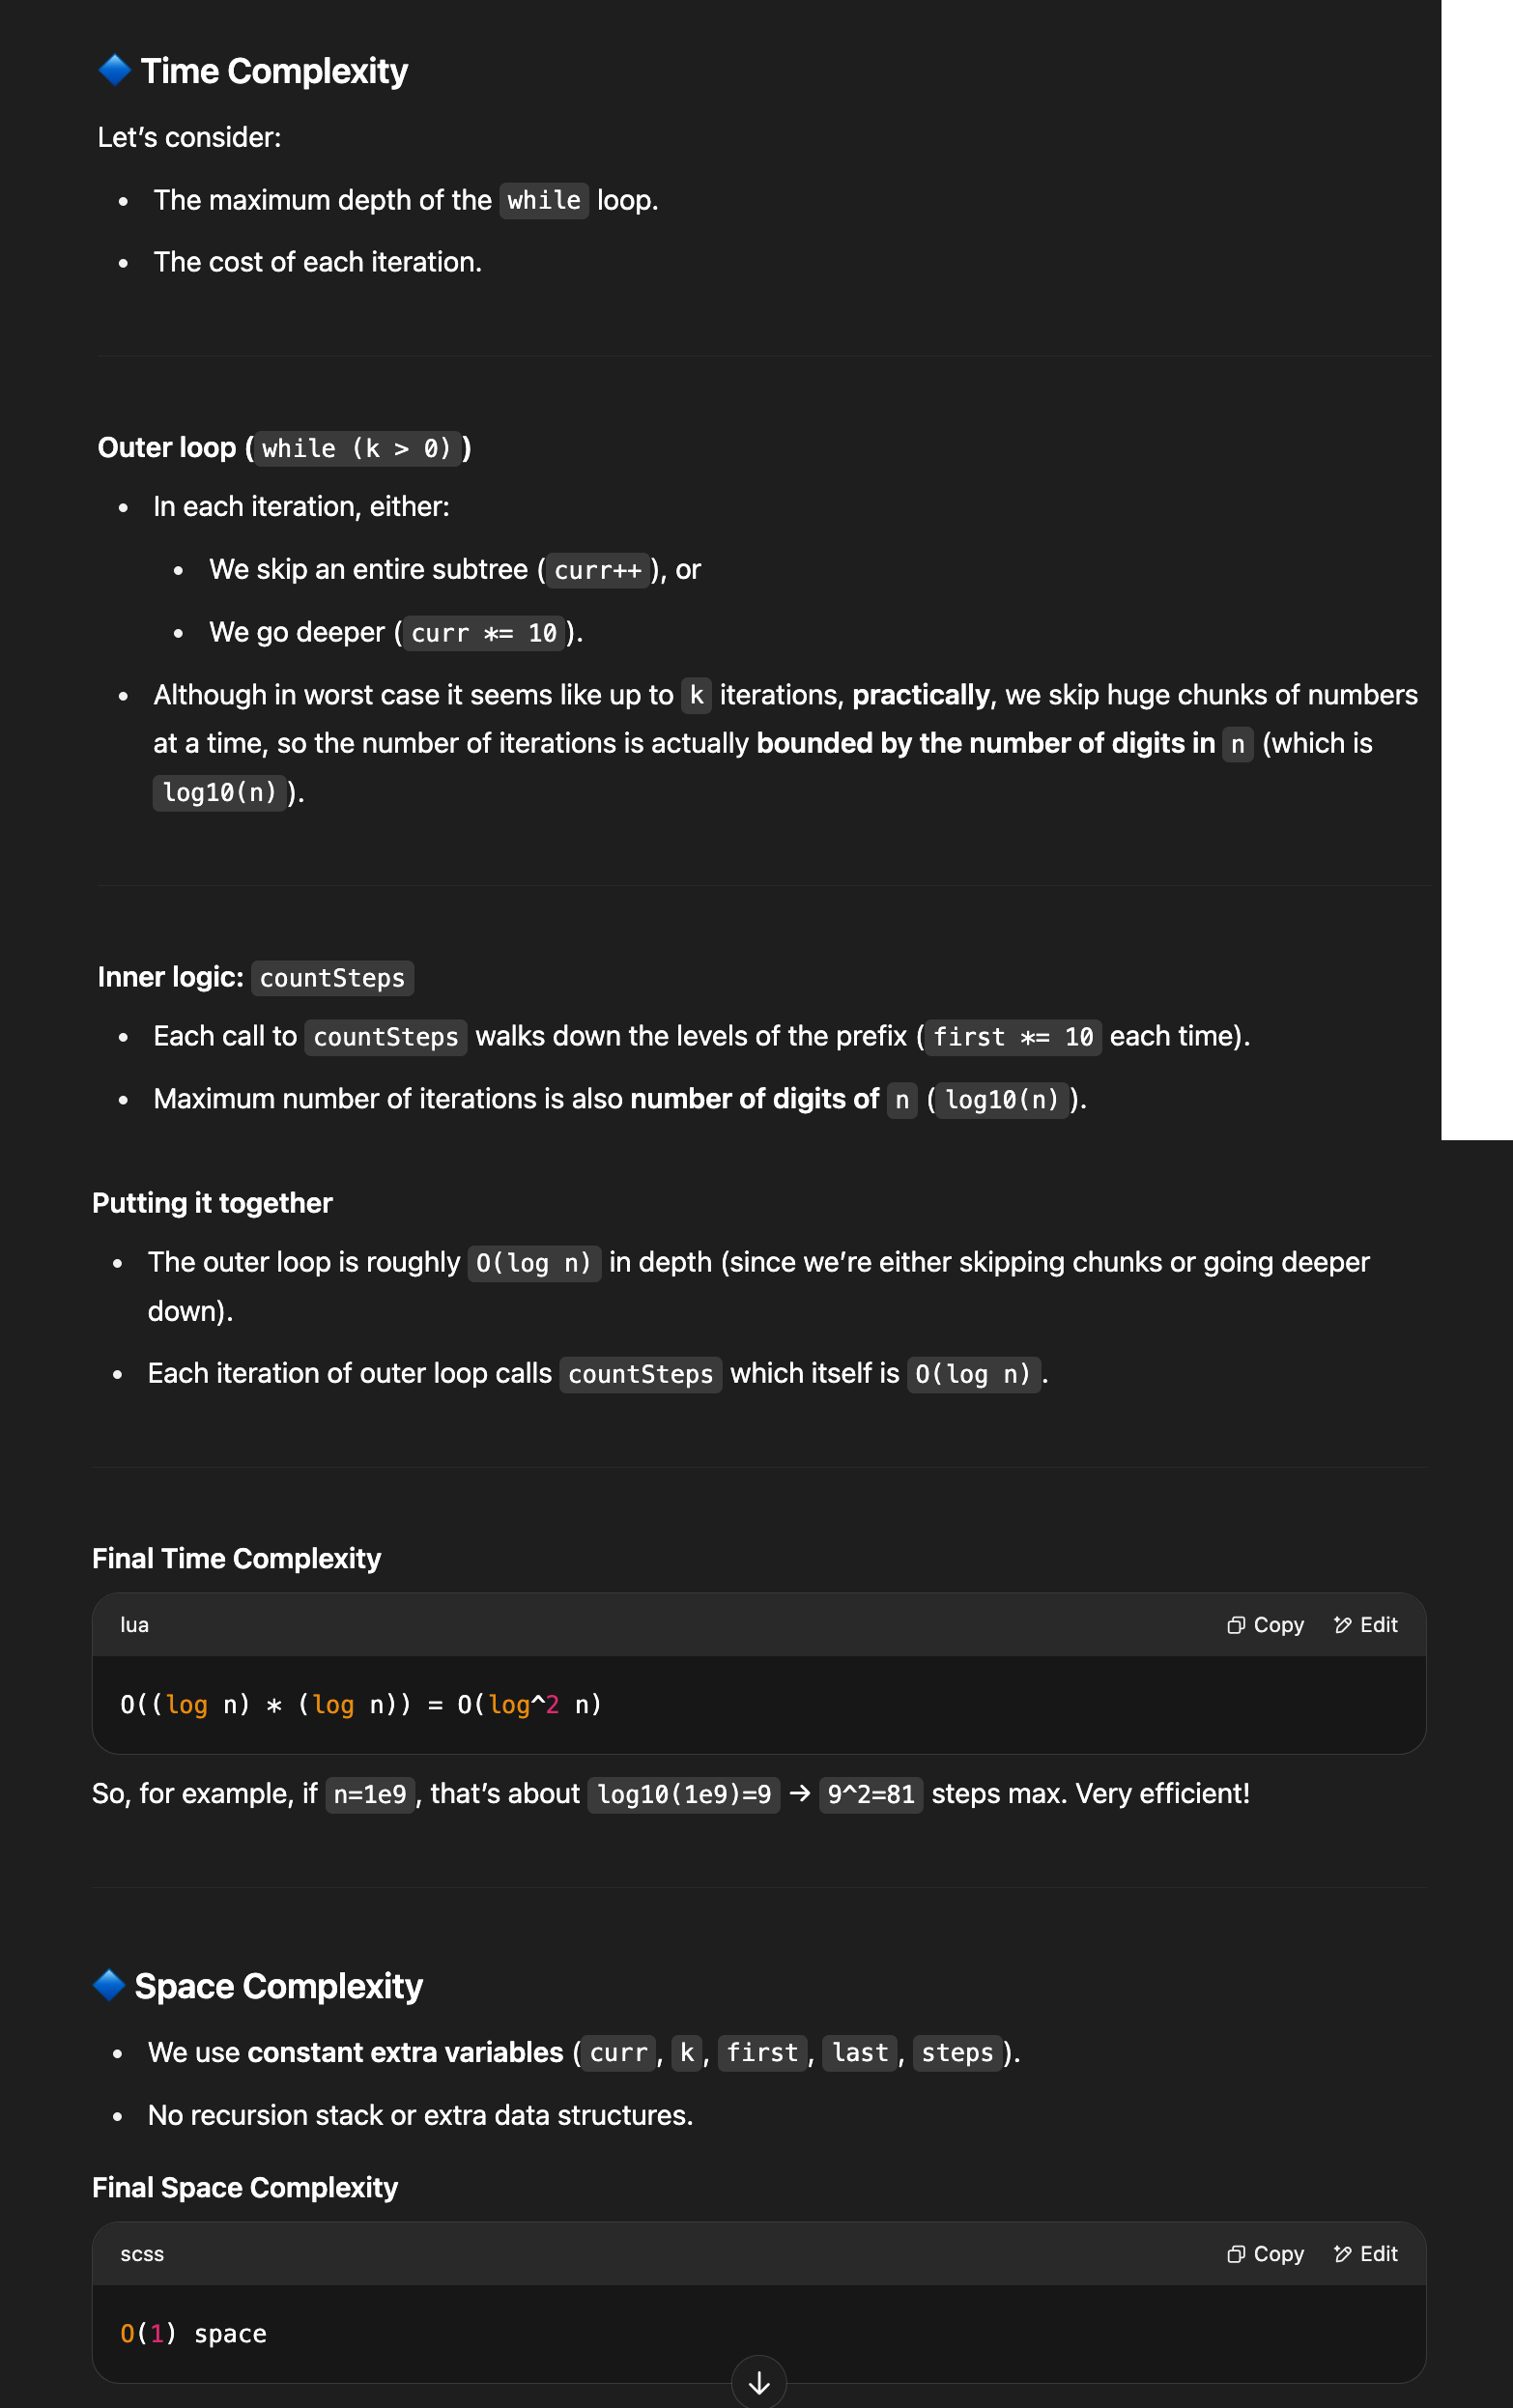 🔷 Time Complexity
Let’s consider:
• The maximum depth of the while loop.
• The cost of each iteration.
Outer loop (while (k > 0))
• In each iteration, either:
• We skip an entire subtree (curr++), or
• We go deeper (curr *= 10).
• Although in worst case it seems like up to k iterations, practically, we skip huge chunks of numbers
at a time, so the number of iterations is actually bounded by the number of digits in n (which is
log10(n)).
Inner logic: countSteps
• Each call to countSteps walks down the levels of the prefix (first *= 10 each time).
• Maximum number of iterations is also number of digits of n (log10(n)).
Putting it together
• The outer loop is roughly O(log n) in depth (since we’re either skipping chunks or going deeper
down).
• Each iteration of outer loop calls countSteps which itself is O(log n).
Final Time Complexity
lua Copy Edit
O((log n) * (log n)) = O(log^2 n)
So, for example, if n=1e9, that’s about log10(1e9)=9 → 9^2=81 steps max. Very efficient!
🔷 Space Complexity
• We use constant extra variables (curr, k, first, last, steps).
• No recursion stack or extra data structures.
Final Space Complexity
scss Copy Edit
O(1) space